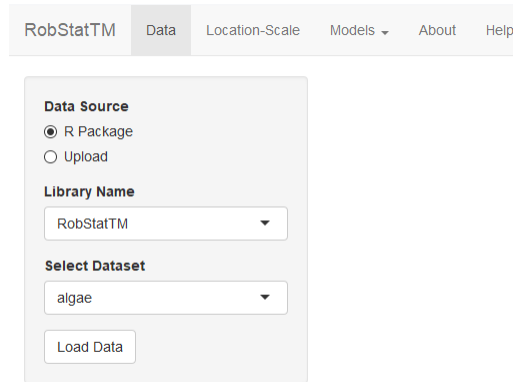 RobStatTM Data Location-Scale Models About Help
Data Source
R Package
Upload
Library Name
RobStatTM
Select Dataset
algae
Load Data